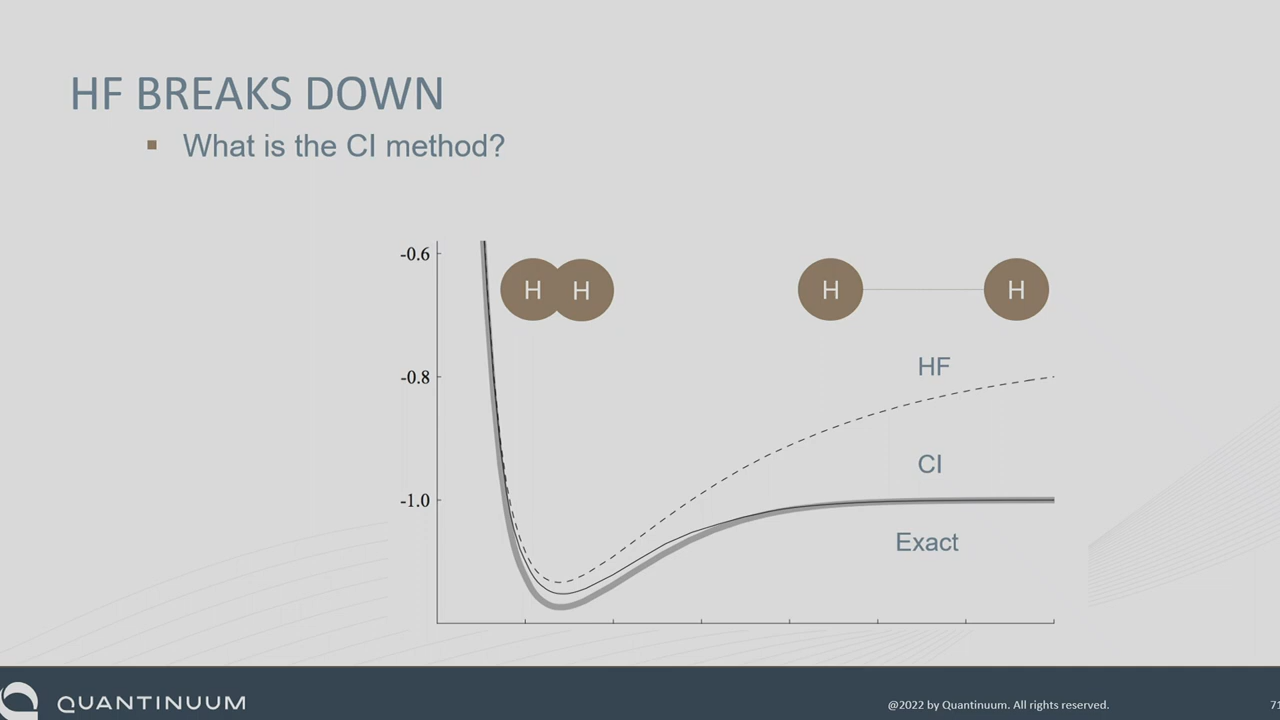 HF BREAKS DOWN
▪ What is the CI method?
-0.6
H H H H
HF
-0.8
CI
-1.0
Exact
QUANTINUUM
@2022 by Quantinuum. All rights reserved.